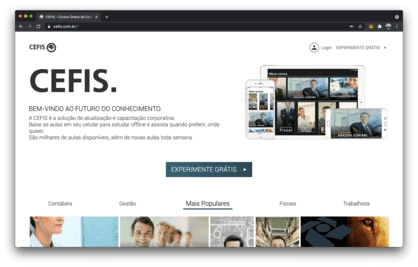 CEFIS - Cursos Online de Con
cefis.com.br
CEFIS
Login
EXPERIMENTE GRÁTIS
CEFIS.
BEM-VINDO AO FUTURO DO CONHECIMENTO.
A CEFIS é a solução de atualização e capacitação corporativa.
Baixe as aulas em seu celular para estudar offline e assista quando preferir, onde
quiser.
São milhares de aulas disponíveis, além de novas aulas toda semana.
EXPERIMENTE GRÁTIS
Contábeis
Gestão
Mais Populares
Fiscais
Trabalhista